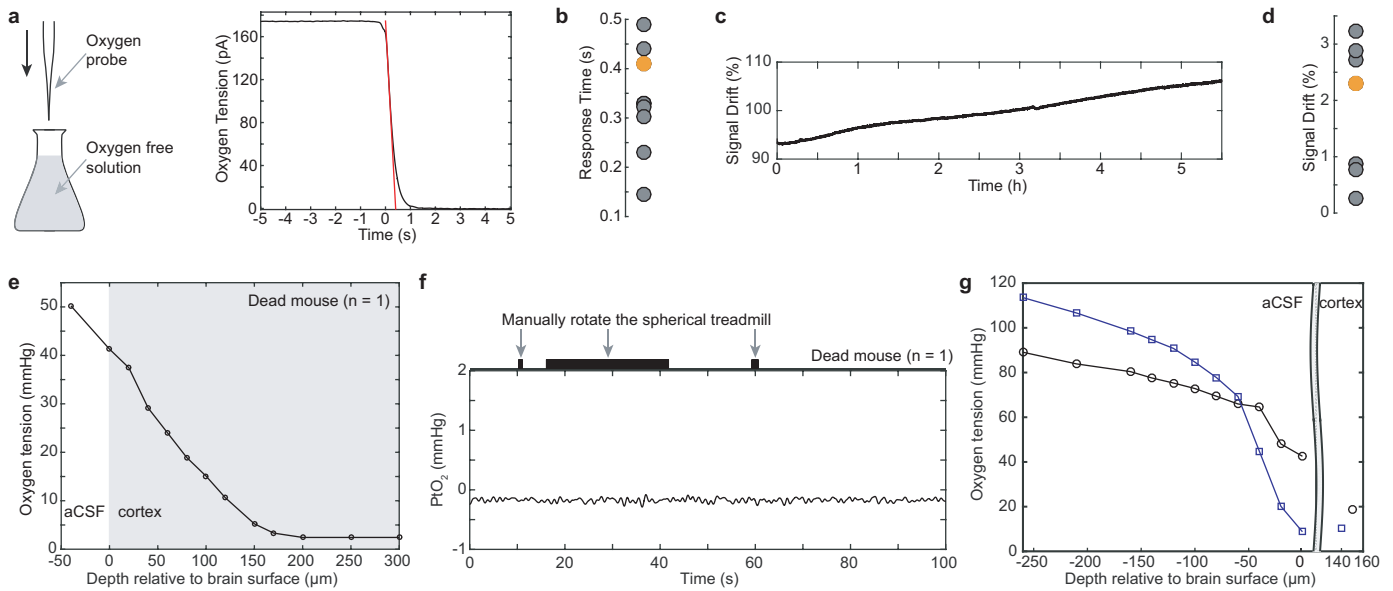 a
Oxygen
probe
Oxygen free
solution
Oxygen Tension (pA)
160
120
80
40
0
-5 -4 -3 -2 -1 0 1 2 3 4 5
Time (s)
b
Response Time (s)
0.5
0.4
0.3
0.2
0.1
c
Signal Drift (%)
110
100
90
0 1 2 3 4 5
Time (h)
d
Signal Drift (%)
3
2
1
0
e
Dead mouse (n = 1)
Oxygen tension (mmHg)
50
40
30
20
10
0
aCSF cortex
-50 0 50 100 150 200 250 300
Depth relative to brain surface (µm)
f
Manually rotate the spherical treadmill
Dead mouse (n = 1)
PtO2 (mmHg)
2
1
0
-1
0 20 40 60 80 100
Time (s)
g
aCSF cortex
Oxygen tension (mmHg)
120
100
80
60
40
20
0
-250 -200 -150 -100 -50 0 140 160
Depth relative to brain surface (µm)